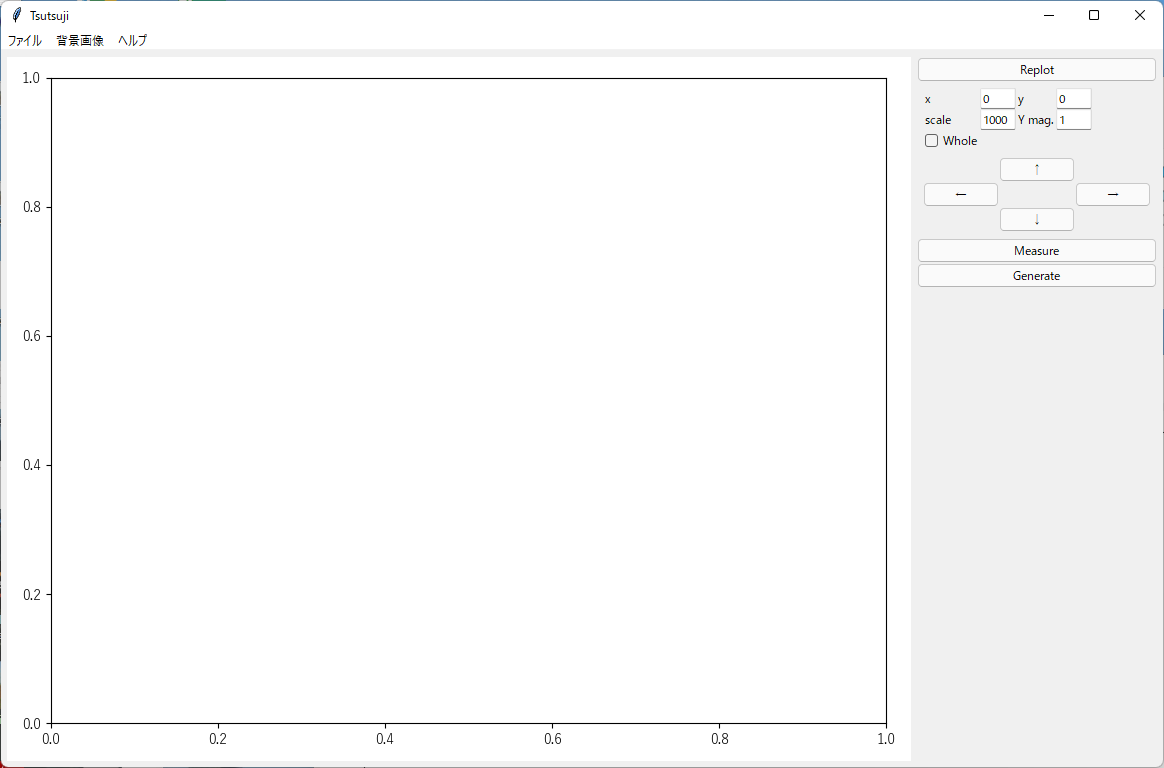 Tsutsuji
ファイル 背景画像 ヘルプ
1.0
0.8
0.6
0.4
0.2
0.0
0.0 0.2 0.4 0.6 0.8 1.0
Replot
x 0 y 0
scale 1000 Y mag. 1
Whole
↑
← →
↓
Measure
Generate